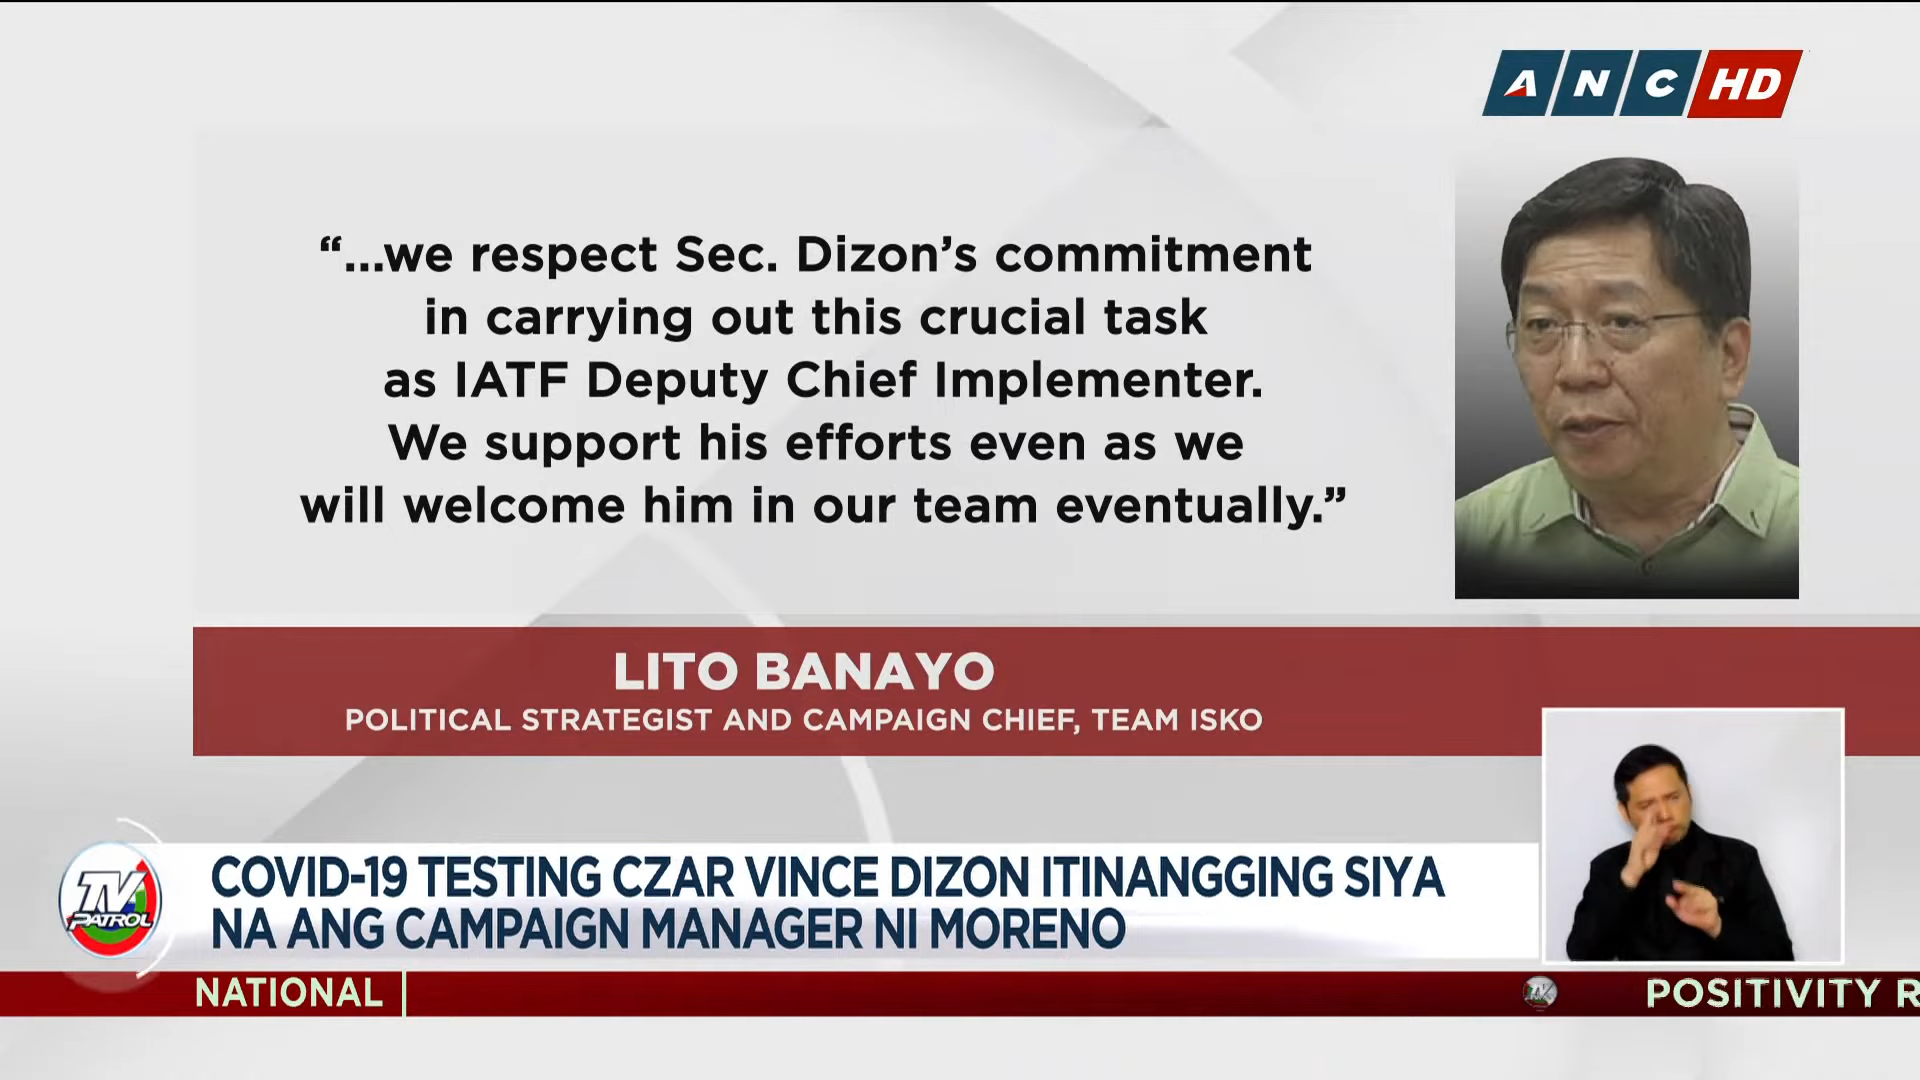 ANC HD
“...we respect Sec. Dizon’s commitment
in carrying out this crucial task
as IATF Deputy Chief Implementer.
We support his efforts even as we
will welcome him in our team eventually.”
LITO BANAYO
POLITICAL STRATEGIST AND CAMPAIGN CHIEF, TEAM ISKO
TV
PATROL
COVID-19 TESTING CZAR VINCE DIZON ITINANGGING SIYA
NA ANG CAMPAIGN MANAGER NI MORENO
NATIONAL
POSITIVITY R